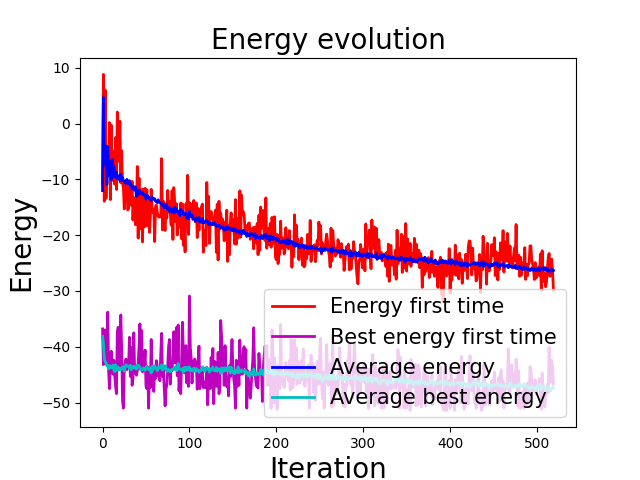 Energy evolution
Energy
10
0
−10
−20
−30
−40
−50
Energy first time
Best energy first time
Average energy
Average best energy
0 100 200 300 400 500
Iteration